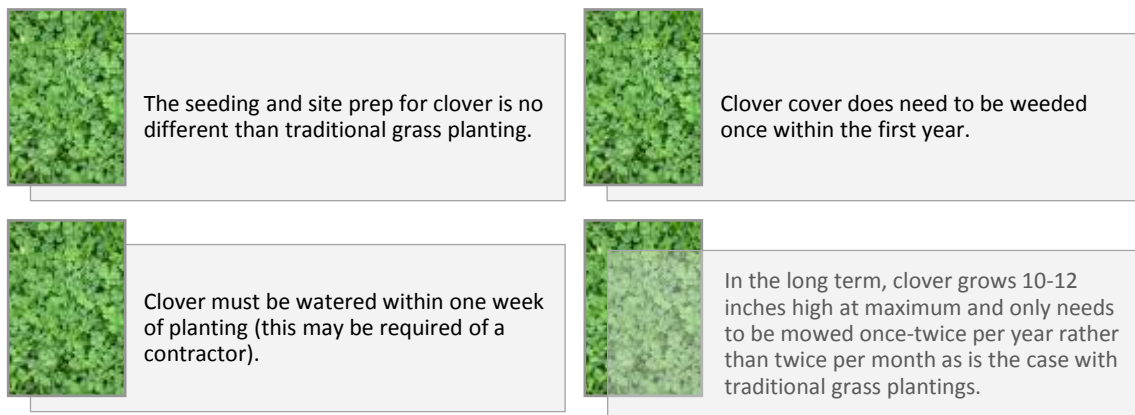 The seeding and site prep for clover is no
different than traditional grass planting.
Clover cover does need to be weeded
once within the first year.
Clover must be watered within one week
of planting (this may be required of a
contractor).
In the long term, clover grows 10-12
inches high at maximum and only needs
to be mowed once-twice per year rather
than twice per month as is the case with
traditional grass plantings.